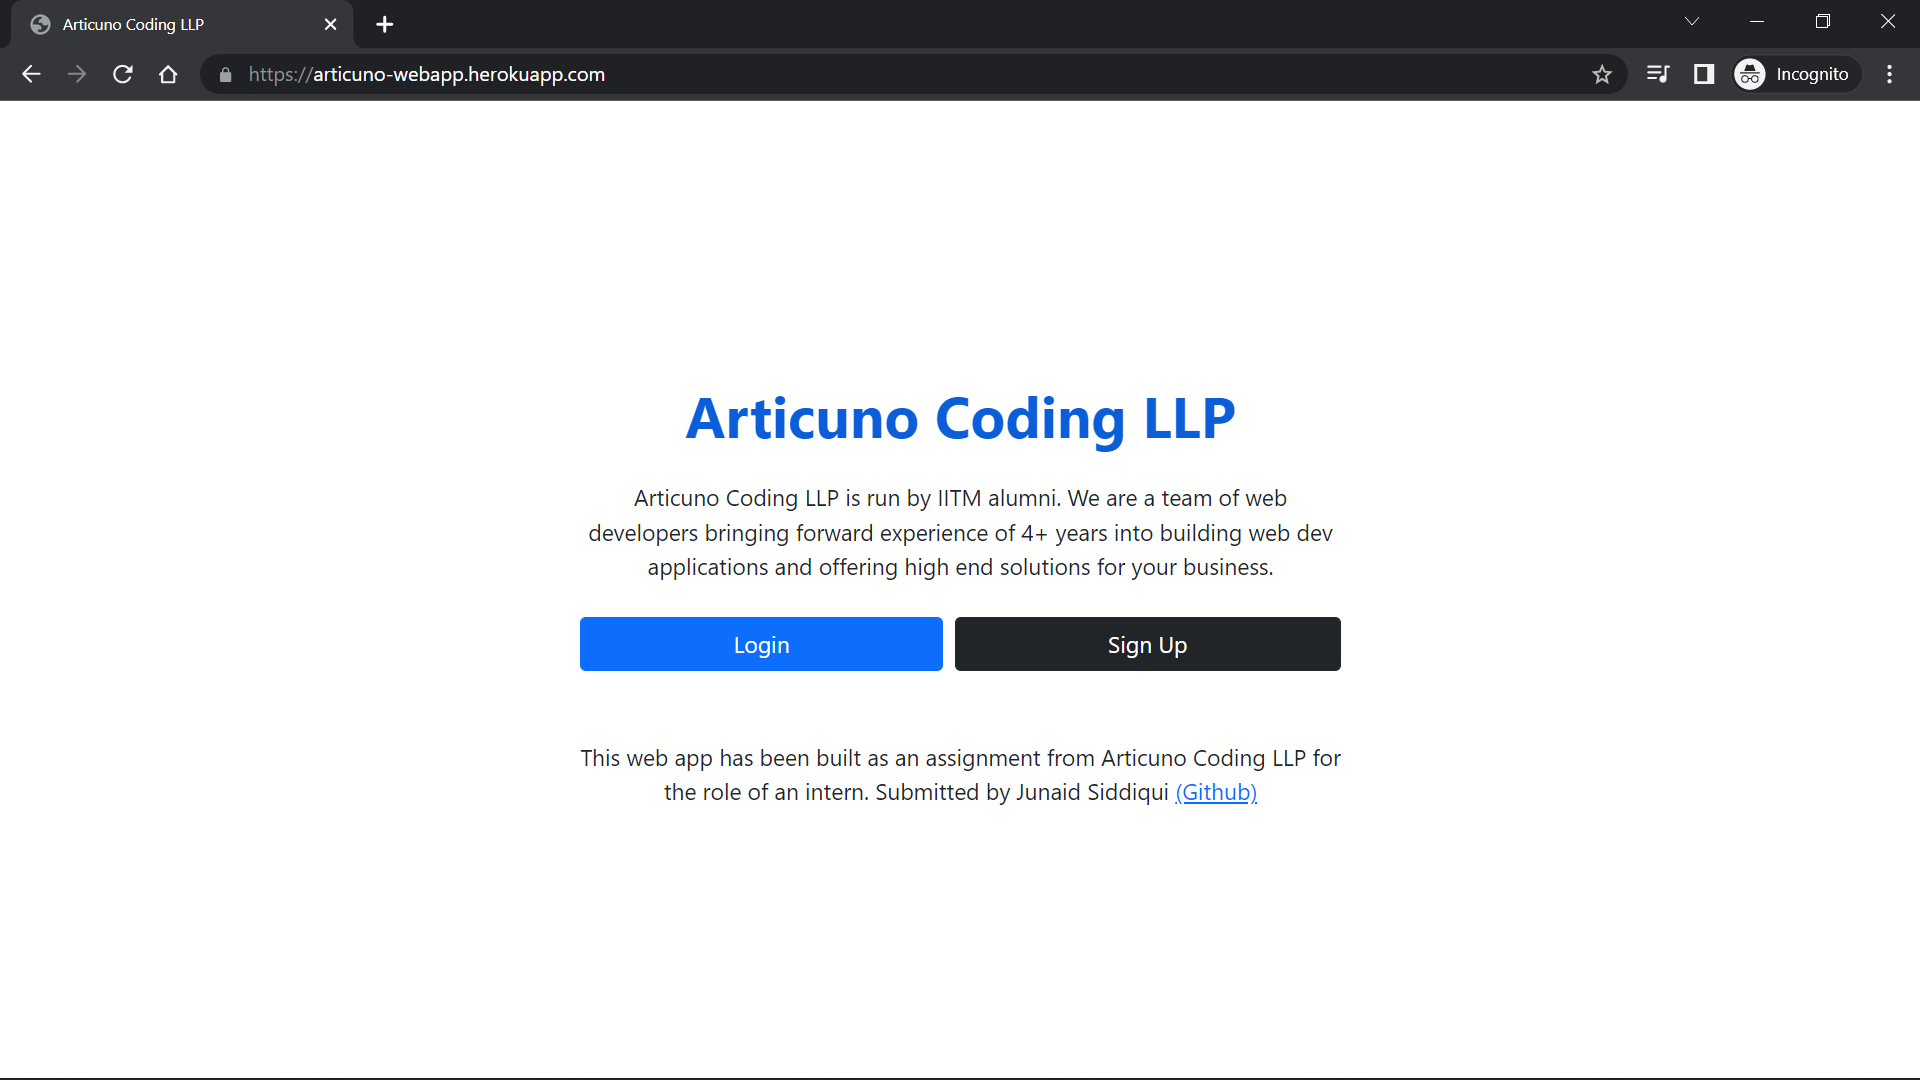 Articuno Coding LLP
https://articuno-webapp.herokuapp.com
Incognito
Articuno Coding LLP
Articuno Coding LLP is run by IITM alumni. We are a team of web
developers bringing forward experience of 4+ years into building web dev
applications and offering high end solutions for your business.
Login
Sign Up
This web app has been built as an assignment from Articuno Coding LLP for
the role of an intern. Submitted by Junaid Siddiqui (Github)